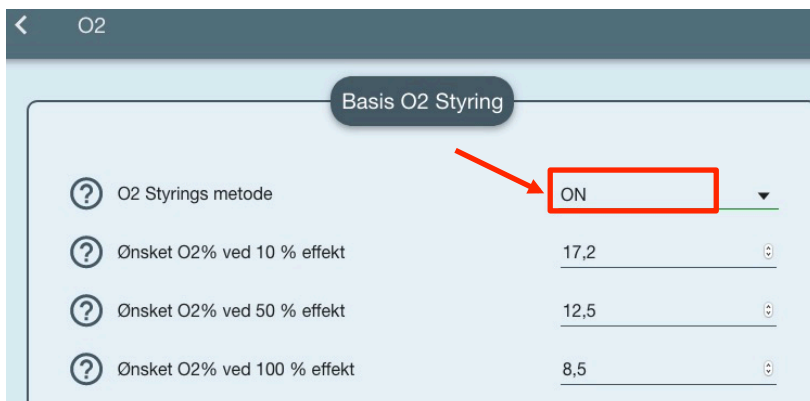 O2
Basis O2 Styring
O2 Styrings metode ON
Ønsket O2% ved 10 % effekt 17,2
Ønsket O2% ved 50 % effekt 12,5
Ønsket O2% ved 100 % effekt 8,5